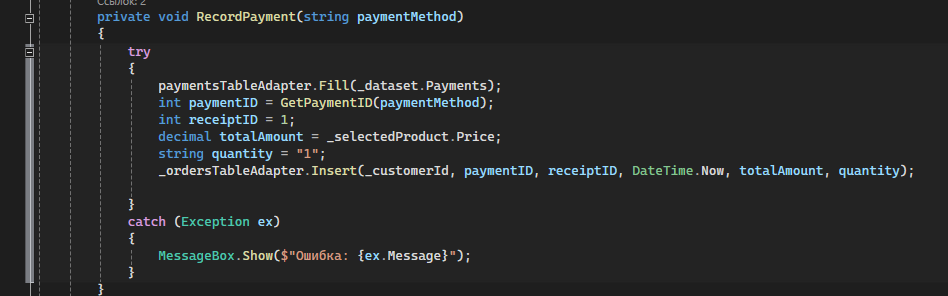 Ссылок: 2
private void RecordPayment(string paymentMethod)
{
try
{
paymentsTableAdapter.Fill(_dataset.Payments);
int paymentID = GetPaymentID(paymentMethod);
int receiptID = 1;
decimal totalAmount = _selectedProduct.Price;
string quantity = "1";
_ordersTableAdapter.Insert(_customerId, paymentID, receiptID, DateTime.Now, totalAmount, quantity);
}
catch (Exception ex)
{
MessageBox.Show($"Ошибка: {ex.Message}");
}
}